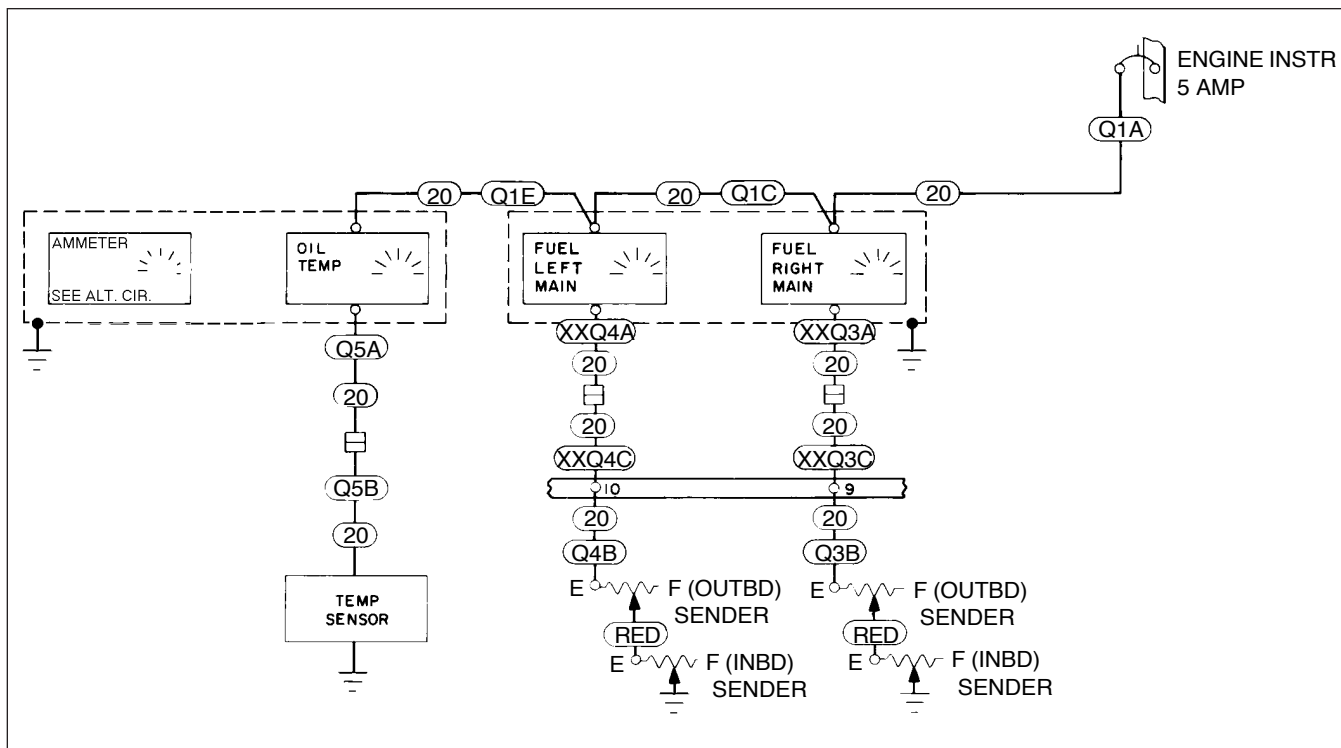 ENGINE INSTR
5 AMP
Q1A
20 Q1E 20 Q1C 20
AMMETER
SEE ALT. CIR.
OIL
TEMP
FUEL
LEFT
MAIN
FUEL
RIGHT
MAIN
Q5A
XXQ4A
XXQ3A
20
20
20
20
20
Q5B
XXQ4C
XXQ3C
10
9
20
20
20
Q4B
Q3B
TEMP
SENSOR
E F (OUTBD)
SENDER
E F (OUTBD)
SENDER
RED
RED
E F (INBD)
SENDER
E F (INBD)
SENDER